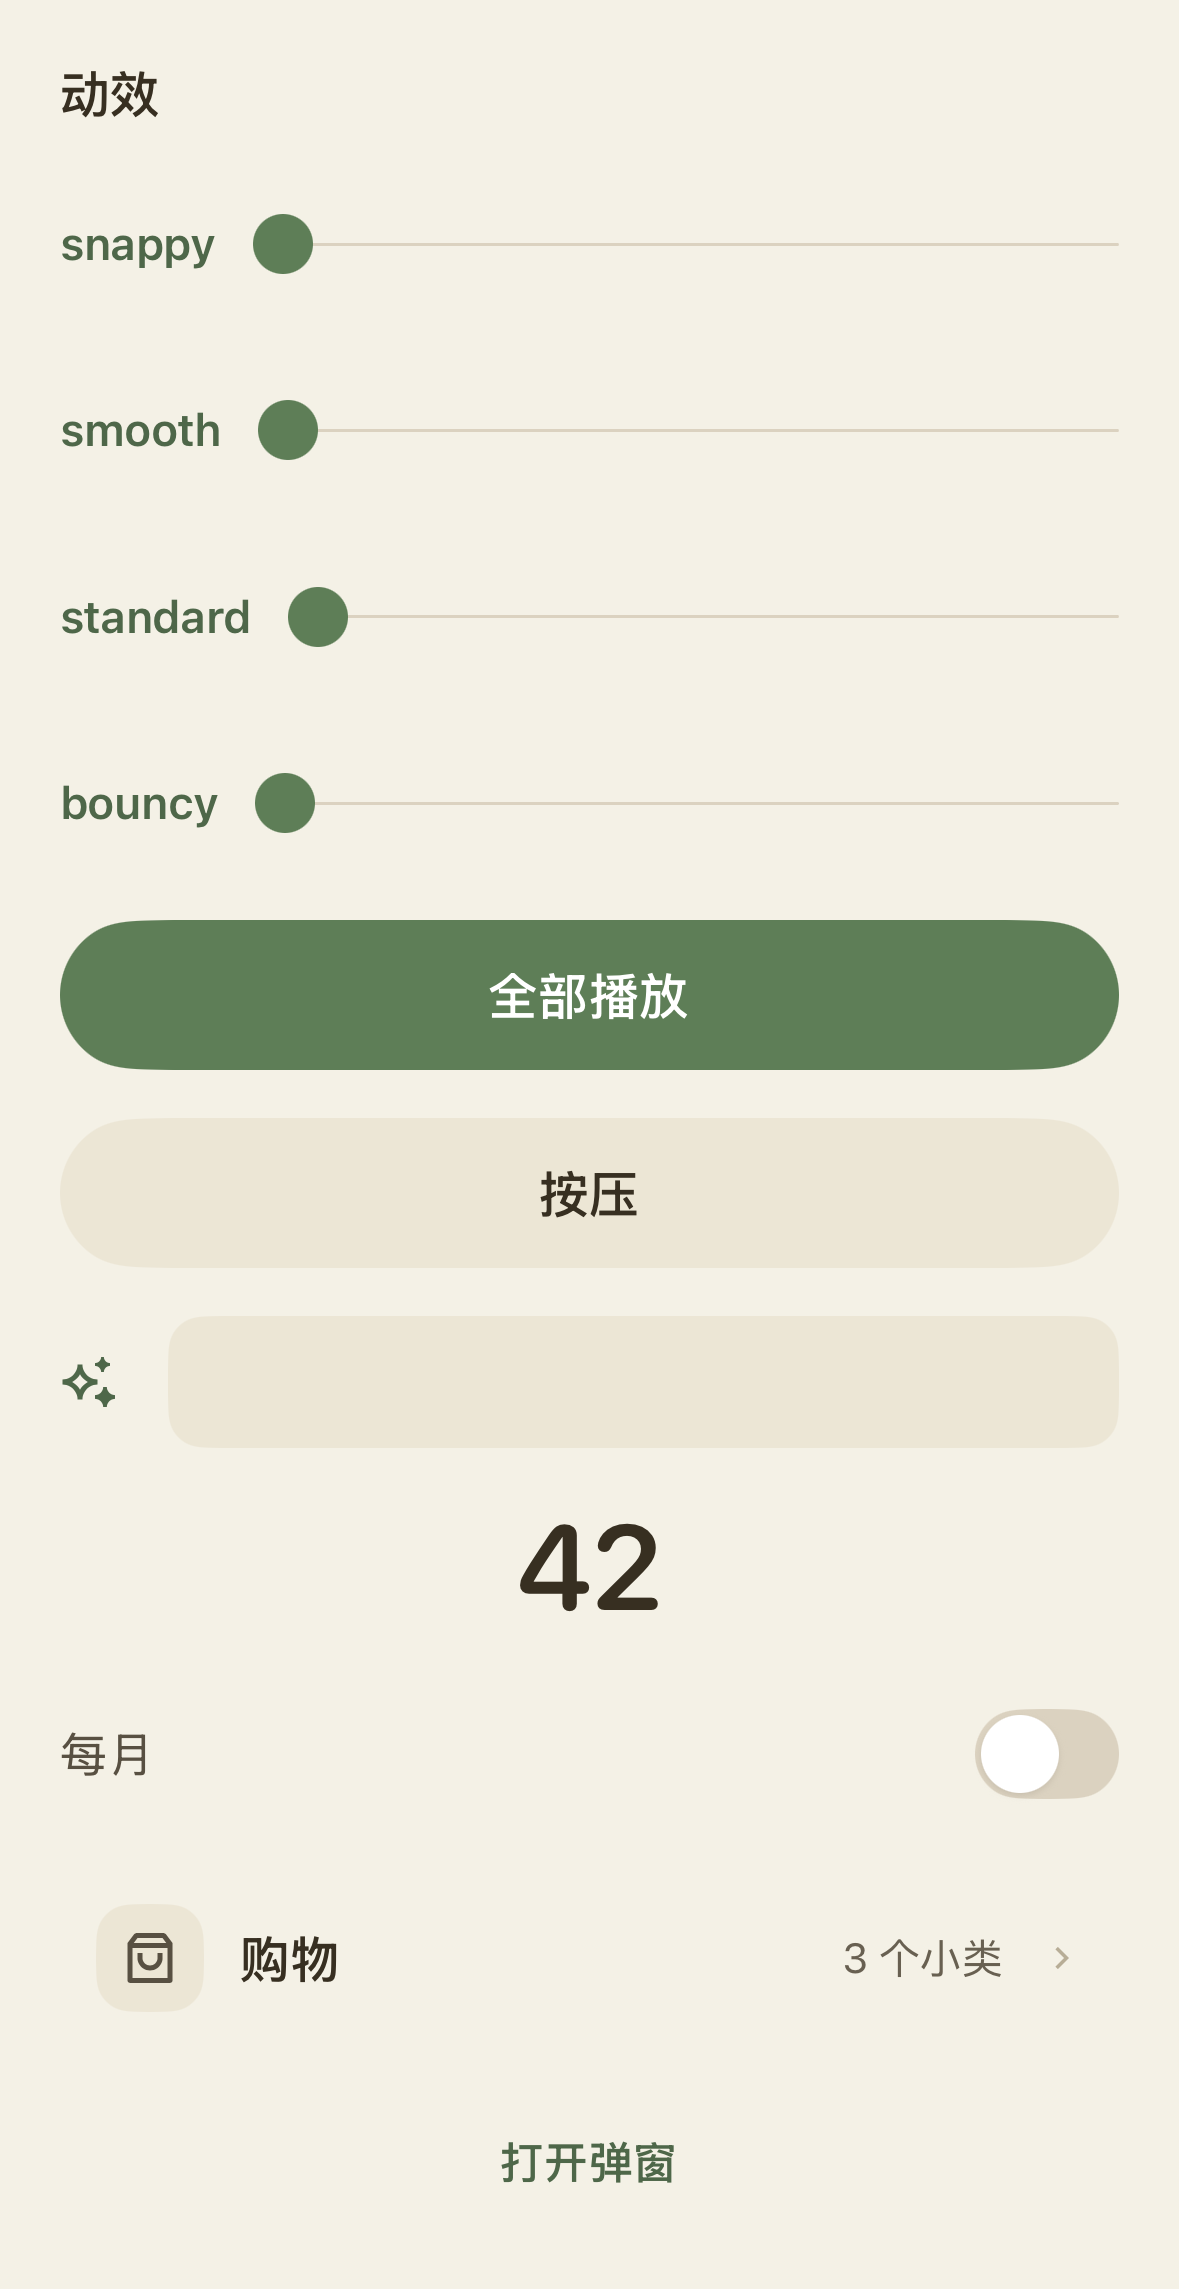 动效
snappy
smooth
standard
bouncy
全部播放
按压
42
每月
购物 3 个小类
打开弹窗